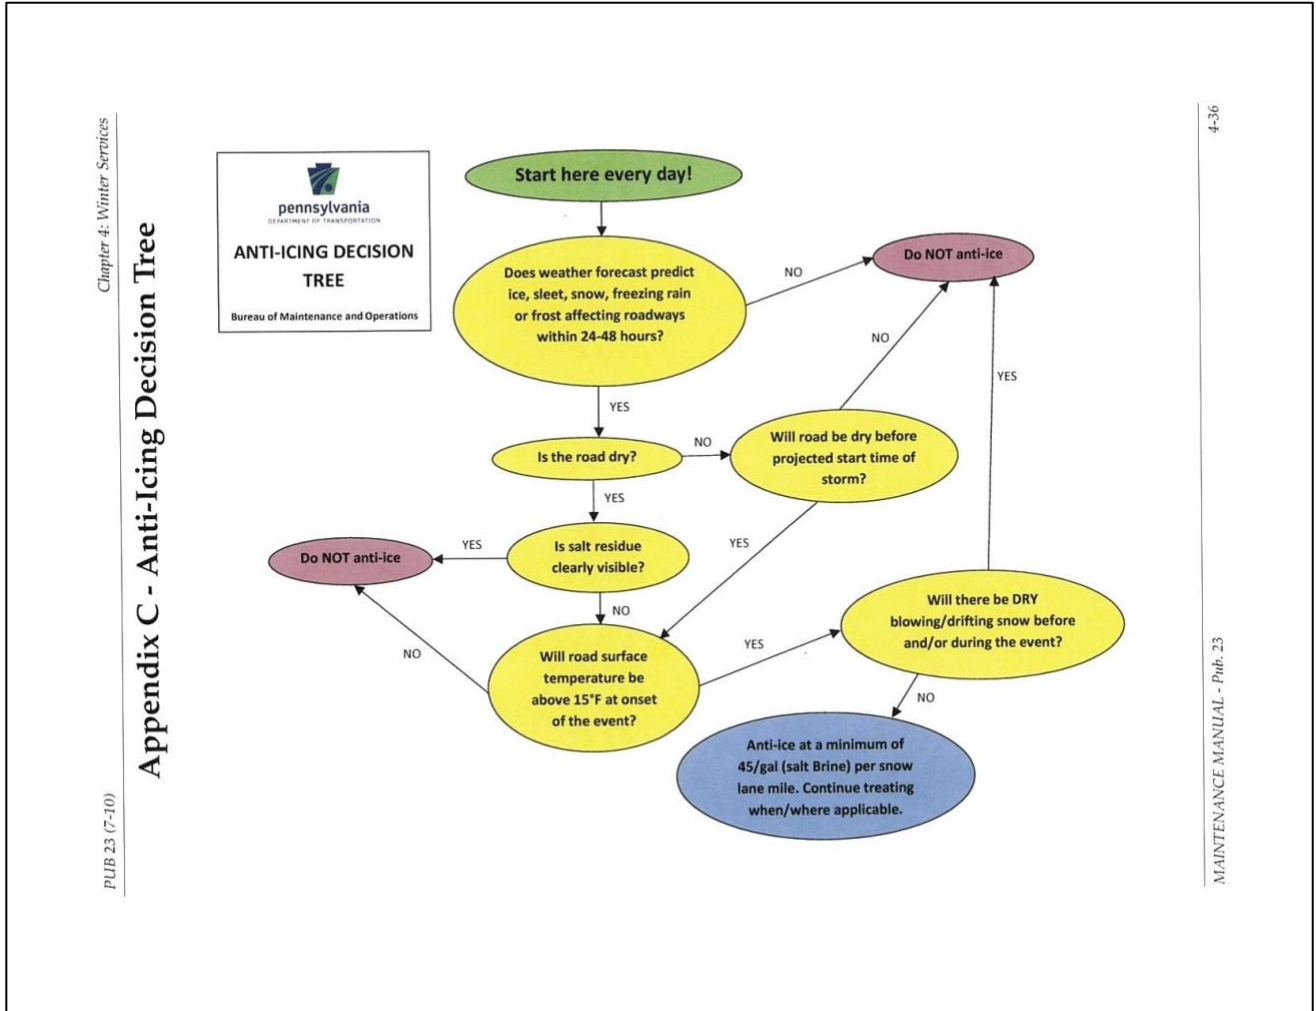 PUB 23 (7-10)
Chapter 4: Winter Services
Appendix C - Anti-Icing Decision Tree
pennsylvania
DEPARTMENT OF TRANSPORTATION
ANTI-ICING DECISION
TREE
Bureau of Maintenance and Operations
Start here every day!
Does weather forecast predict
ice, sleet, snow, freezing rain
or frost affecting roadways
within 24-48 hours?
NO
Do NOT anti-ice
YES
Is the road dry?
NO
Will road be dry before
projected start time of
storm?
NO
YES
YES
Is salt residue
clearly visible?
YES
Do NOT anti-ice
NO
YES
Will road surface
temperature be
above 15°F at onset
of the event?
NO
YES
Will there be DRY
blowing/drifting snow before
and/or during the event?
NO
Anti-ice at a minimum of
45/gal (salt Brine) per snow
lane mile. Continue treating
when/where applicable.
MAINTENANCE MANUAL - Pub. 23
4-36